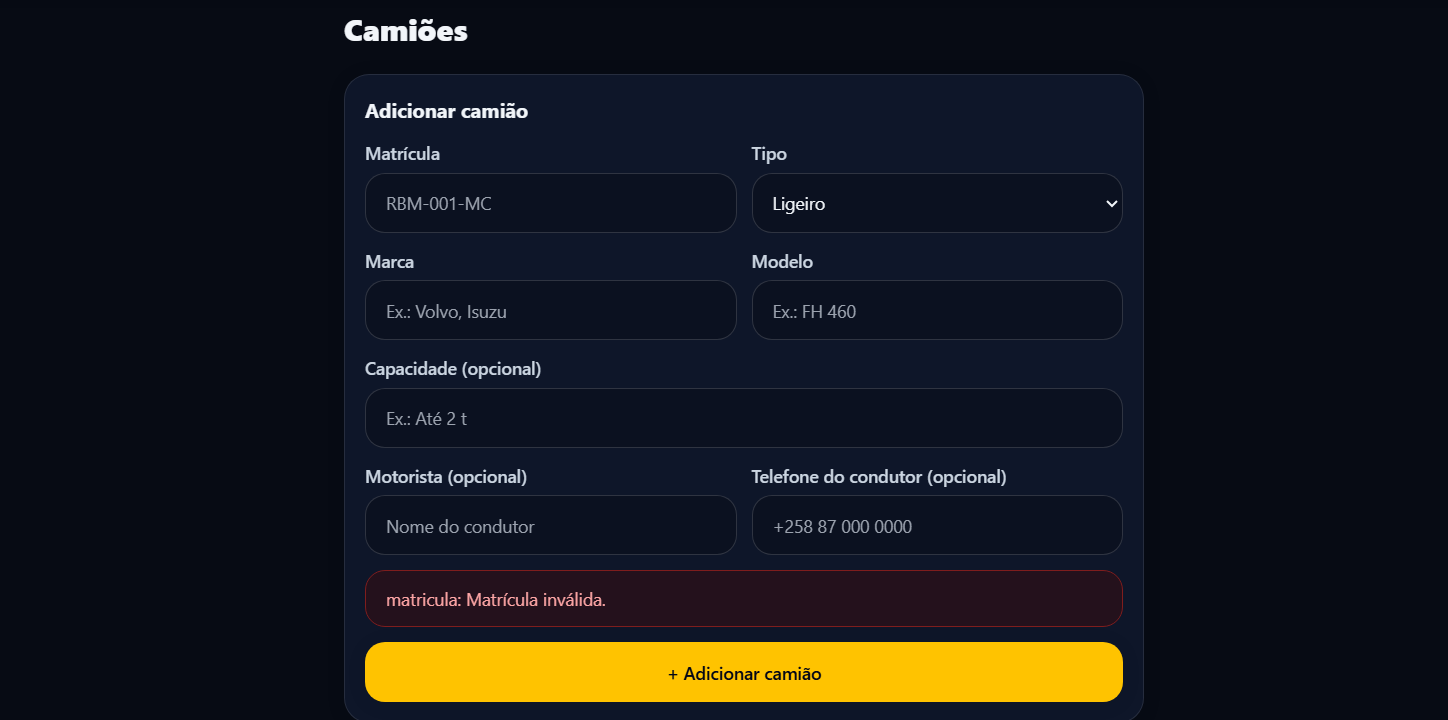 Camiões
Adicionar camião
Matrícula
Tipo
RBM-001-MC
Ligeiro
Marca
Modelo
Ex.: Volvo, Isuzu
Ex.: FH 460
Capacidade (opcional)
Ex.: Até 2 t
Motorista (opcional)
Telefone do condutor (opcional)
Nome do condutor
+258 87 000 0000
matricula: Matrícula inválida.
+ Adicionar camião